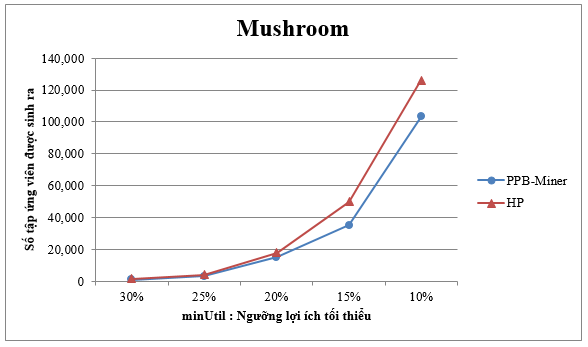 Mushroom
140,000
120,000
100,000
80,000
60,000
40,000
20,000
0
Số tập ứng viên được sinh ra
30% 25% 20% 15% 10%
minUtil : Ngưỡng lợi ích tối thiểu
PPB-Miner
HP